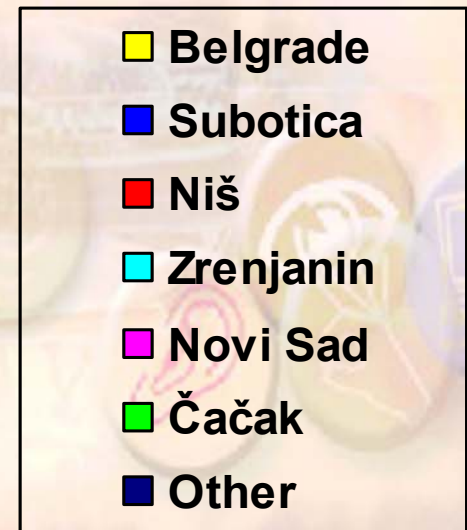 Belgrade
Subotica
Niš
Zrenjanin
Novi Sad
Čačak
Other